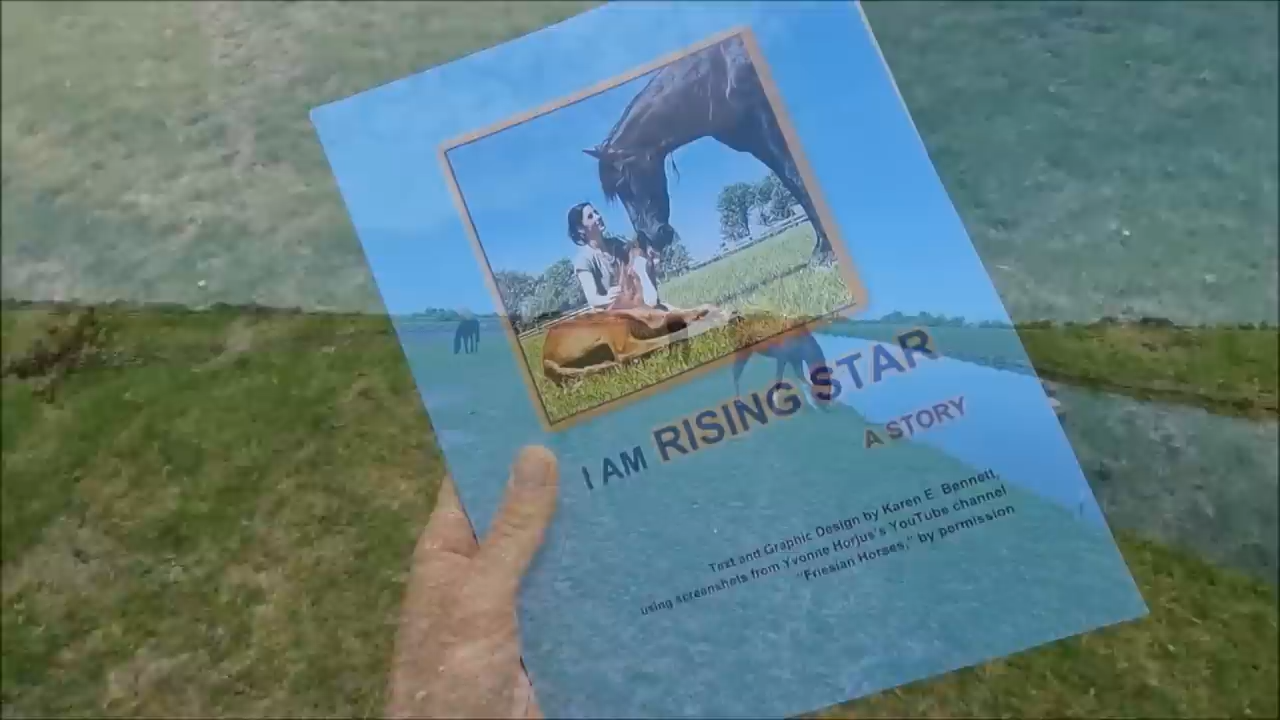 I AM RISING STAR
A STORY
Text and Graphic Design by Karen E. Bennett,
using screenshots from Yvonne Horjus's YouTube channel
"Friesian Horses," by permission